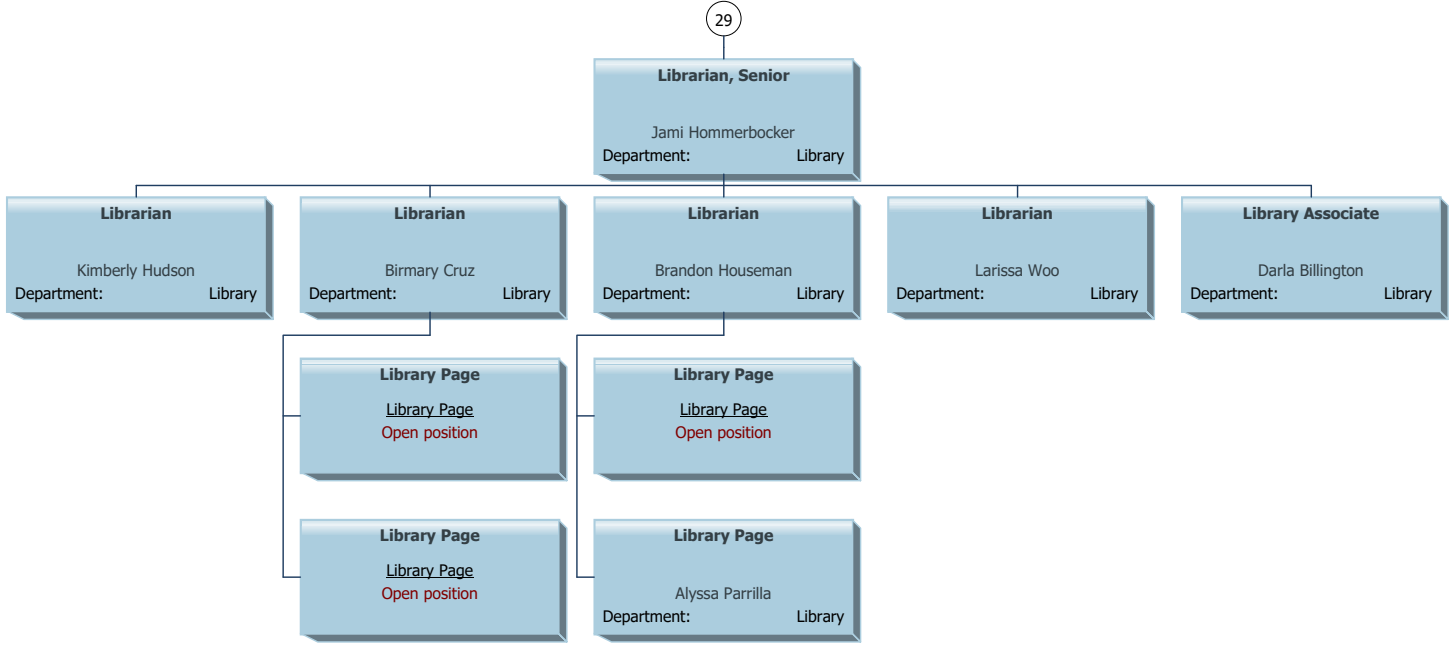 29
Librarian, Senior
Jami Hommerbocker
Department: Library
Librarian
Kimberly Hudson
Department: Library
Librarian
Birmary Cruz
Department: Library
Librarian
Brandon Houseman
Department: Library
Librarian
Larissa Woo
Department: Library
Library Associate
Darla Billington
Department: Library
Library Page
Library Page
Open position
Library Page
Library Page
Open position
Library Page
Library Page
Open position
Library Page
Alyssa Parrilla
Department: Library